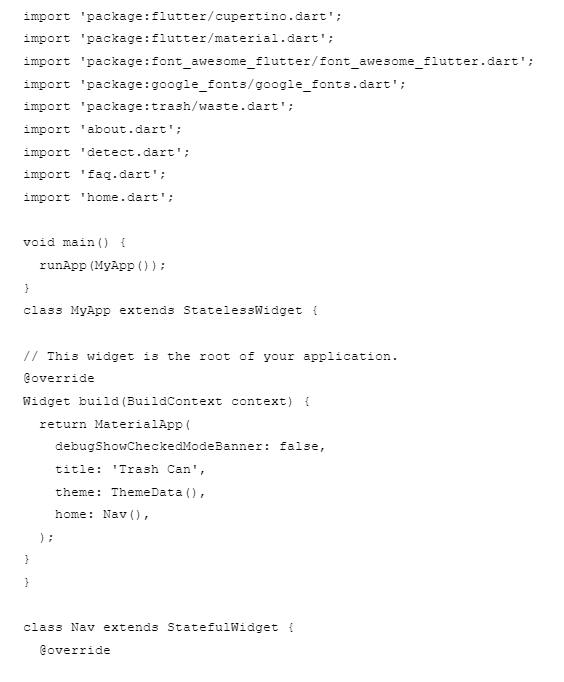 import 'package:flutter/cupertino.dart';
import 'package:flutter/material.dart';
import 'package:font_awesome_flutter/font_awesome_flutter.dart';
import 'package:google_fonts/google_fonts.dart';
import 'package:trash/waste.dart';
import 'about.dart';
import 'detect.dart';
import 'faq.dart';
import 'home.dart';

void main() {
  runApp(MyApp());
}
class MyApp extends StatelessWidget {

// This widget is the root of your application.
@override
Widget build(BuildContext context) {
  return MaterialApp(
    debugShowCheckedModeBanner: false,
    title: 'Trash Can',
    theme: ThemeData(),
    home: Nav(),
  );
}
}

class Nav extends StatefulWidget {
  @override